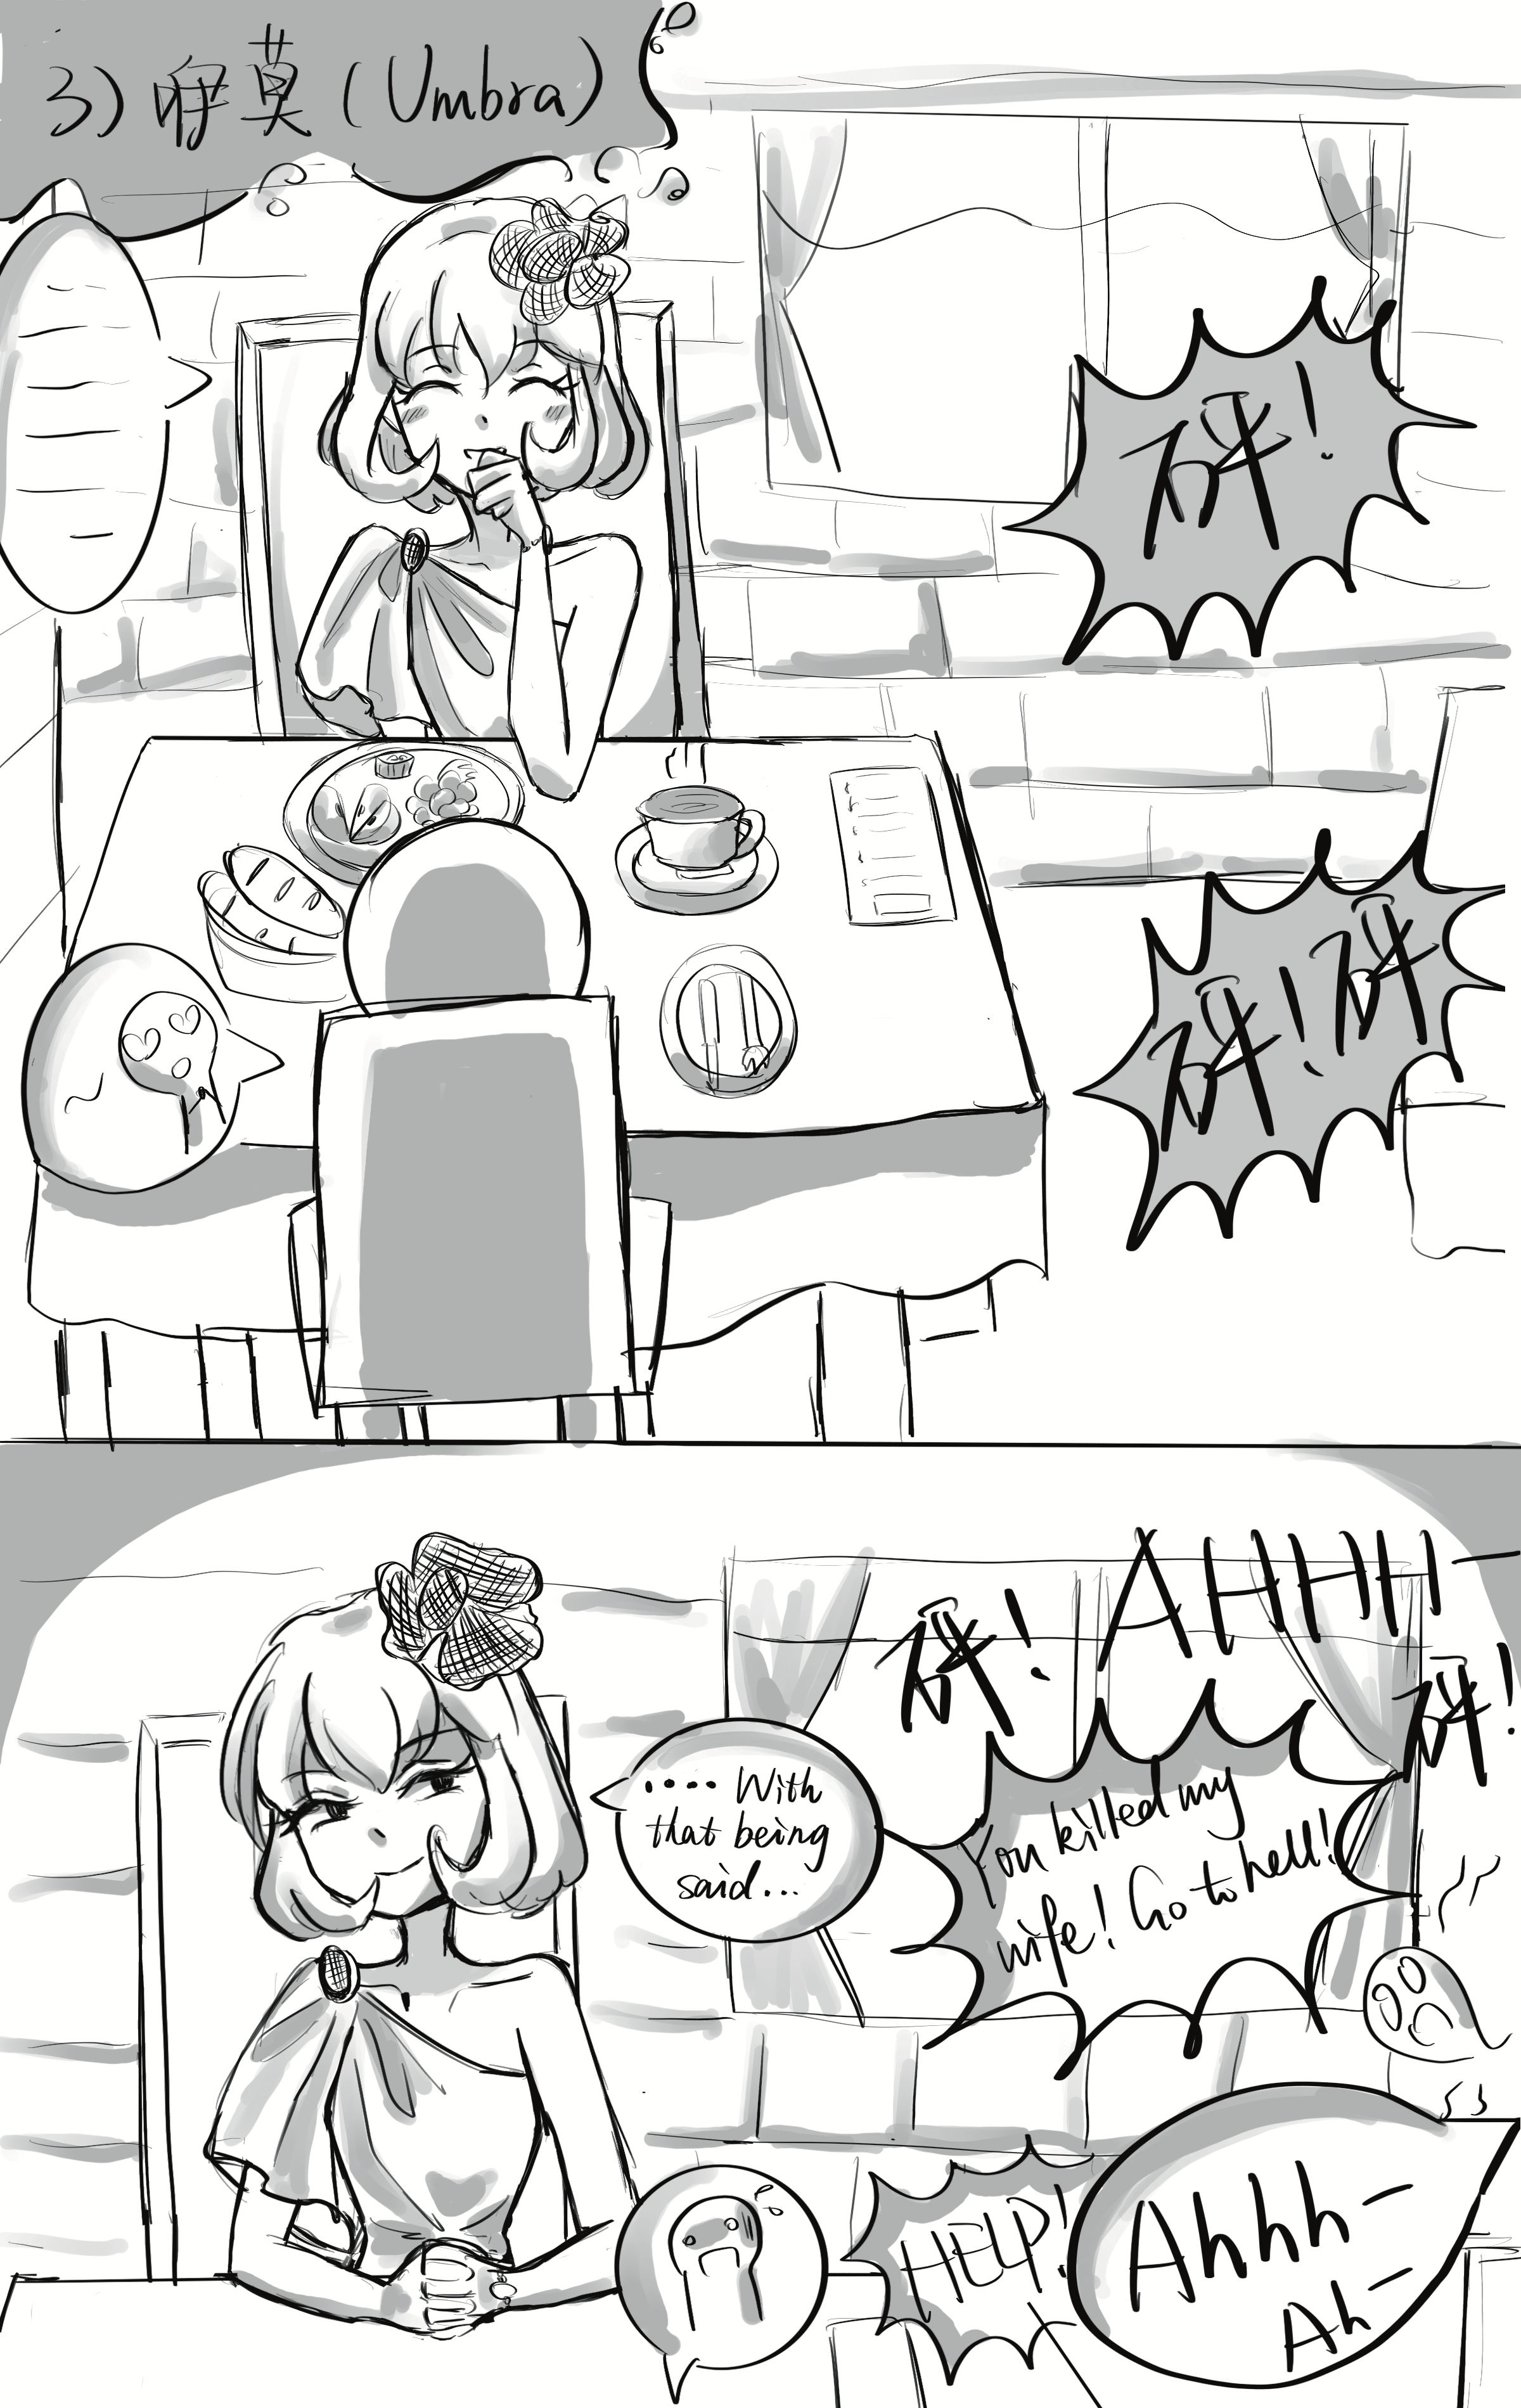 3) 咿莫 (Umbra)
砰!
砰!砰
AHHH—
砰!
砰!
.... With
that being
said...
You killed my
wife! Go to hell!
HELP!
Ahhh—
Ah—